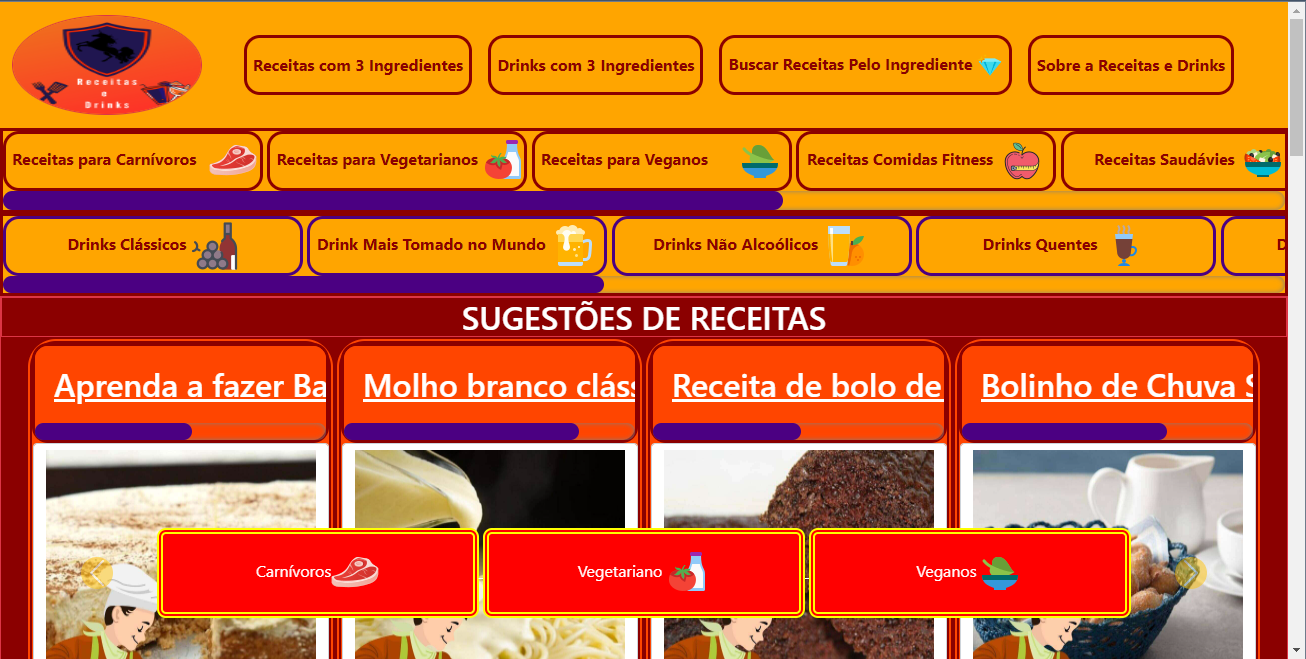 Receitas
e
Drinks
Receitas com 3 Ingredientes
Drinks com 3 Ingredientes
Buscar Receitas Pelo Ingrediente
Sobre a Receitas e Drinks
Receitas para Carnívoros
Receitas para Vegetarianos
Receitas para Veganos
Receitas Comidas Fitness
Receitas Saudávies
Drinks Clássicos
Drink Mais Tomado no Mundo
Drinks Não Alcoólicos
Drinks Quentes
D
SUGESTÕES DE RECEITAS
Aprenda a fazer Ba
Molho branco cláss
Receita de bolo de
Bolinho de Chuva S
Carnívoros
Vegetariano
Veganos